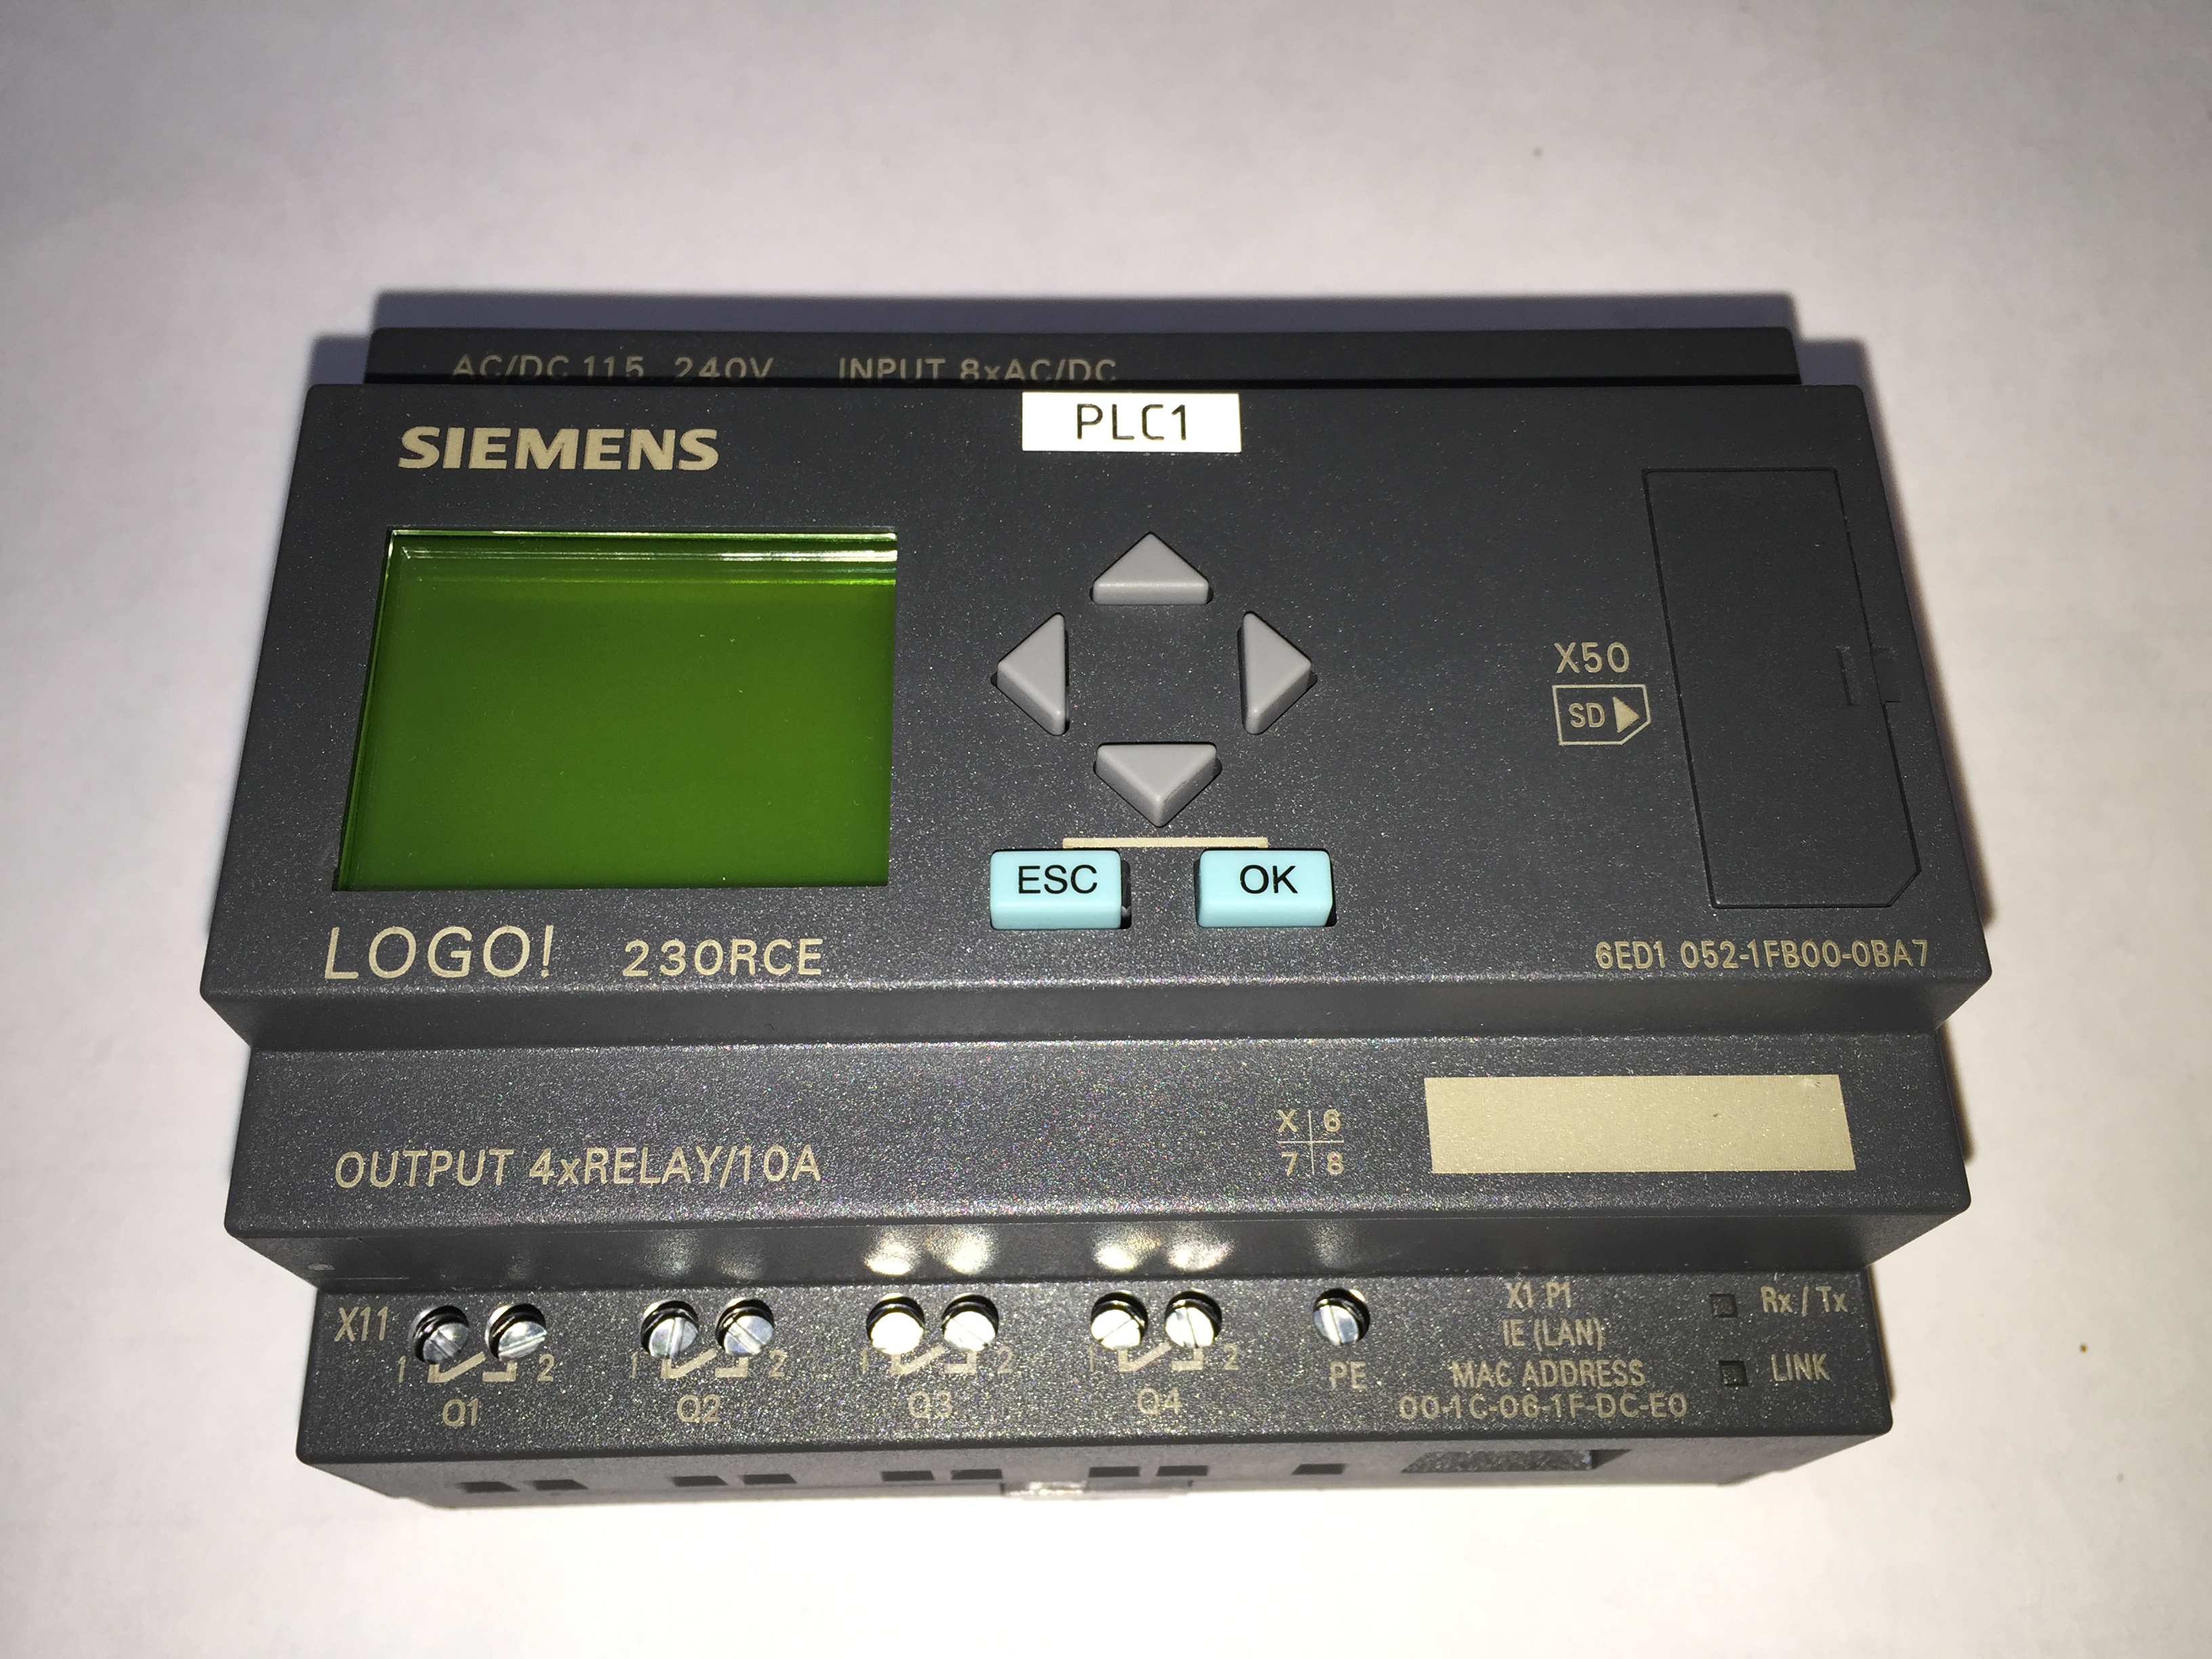 AC/DC 115...240V INPUT 8xAC/DC
PLC1
SIEMENS
X50
SD
ESC OK
LOGO! 230RCE
6ED1 052-1FB00-0BA7
OUTPUT 4xRELAY/10A
X 6
7 8
X11
1 2 1 2 1 2 1 2
Q1 Q2 Q3 Q4
PE
X1 P1
IE (LAN)
MAC ADDRESS
00-1C-06-1F-DC-E0
Rx / Tx
LINK